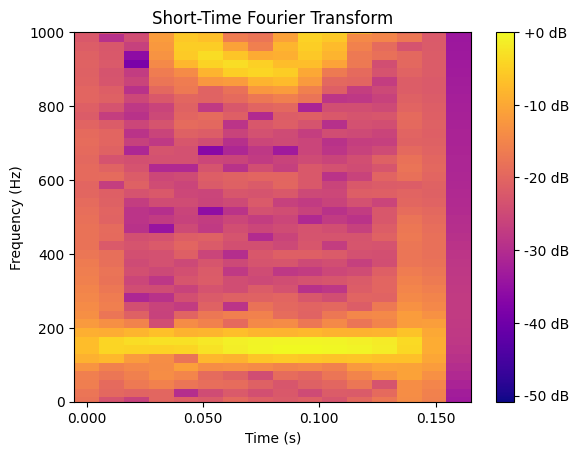 Short-Time Fourier Transform
1000
800
600
400
200
0
Frequency (Hz)
0.000
0.050
0.100
0.150
Time (s)
+0 dB
-10 dB
-20 dB
-30 dB
-40 dB
-50 dB